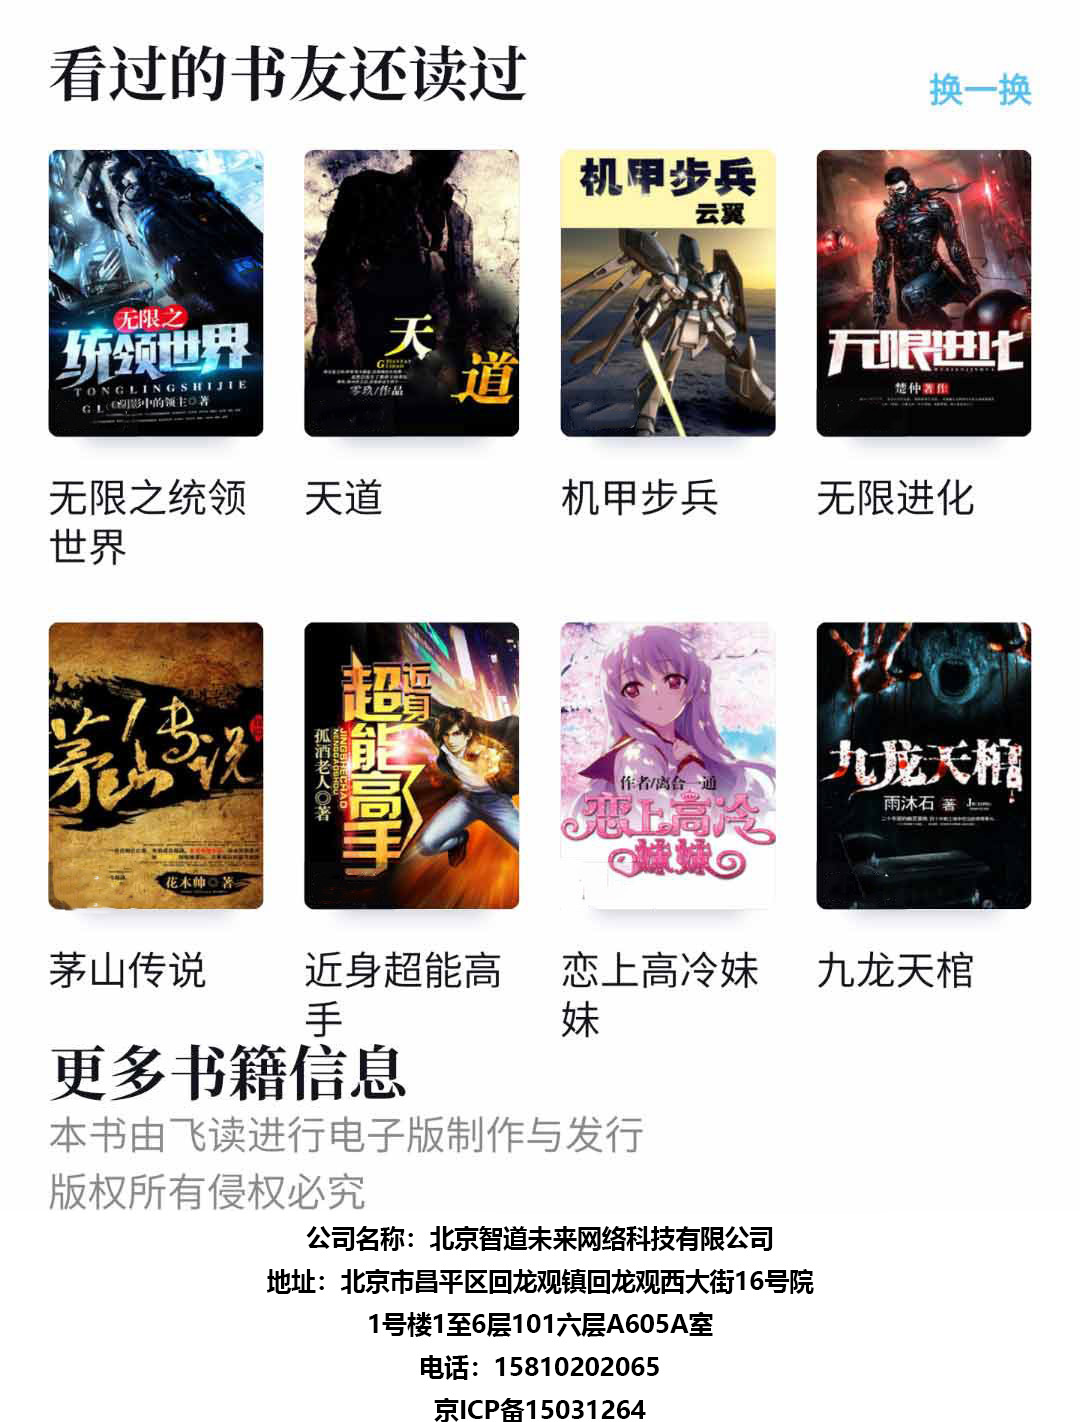 看过的书友还读过
换一换
无限之
统领世界
TONGLINGSHIJIE
阴影中的领主◎著
天道
零玖/作品
机甲步兵
云翼
无限进化
楚仲著作
无限之统领
世界
天道
机甲步兵
无限进化
茅山传说
花木帅◎著
近身
超能高手
孤酒老人◎著
作者/离合一通
恋上高冷
妹妹
九龙天棺
雨沐石 著
茅山传说
近身超能高
手
恋上高冷妹
妹
九龙天棺
更多书籍信息
本书由飞读进行电子版制作与发行
版权所有侵权必究
公司名称：北京智道未来网络科技有限公司
地址：北京市昌平区回龙观镇回龙观西大街16号院
1号楼1至6层101六层A605A室
电话：15810202065
京ICP备15031264